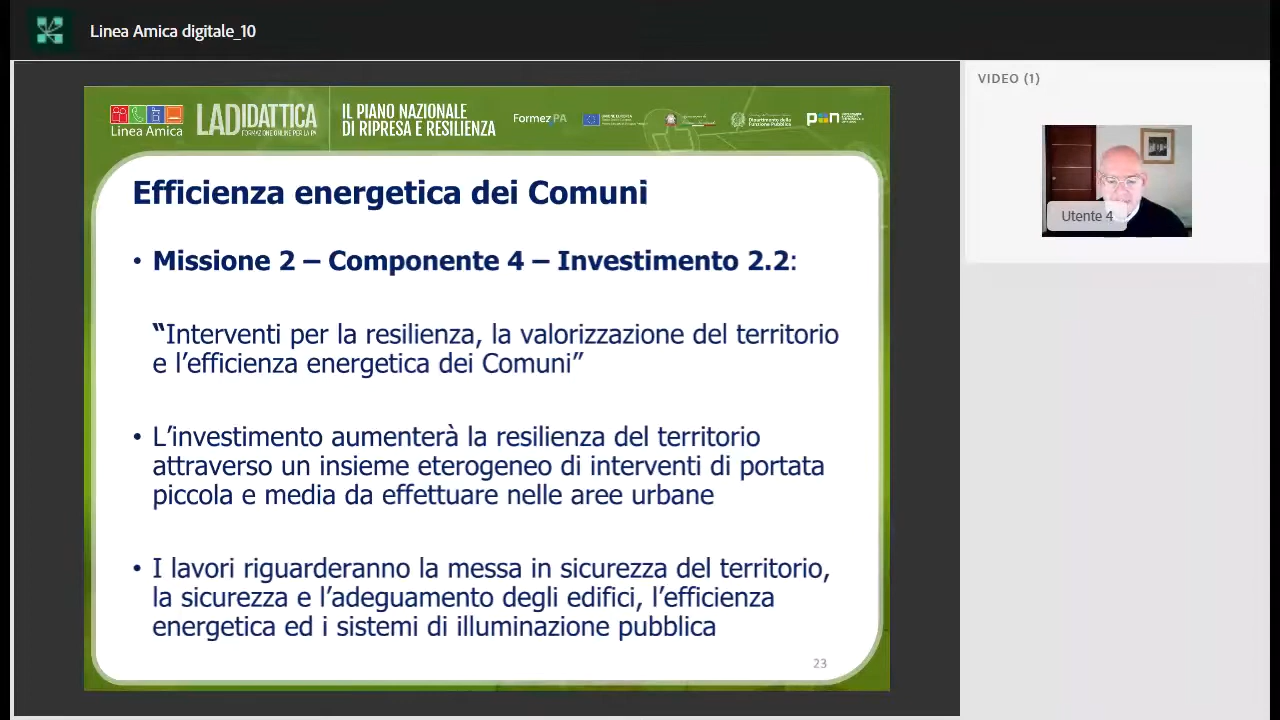 Linea Amica digitale_10
VIDEO (1)
Linea Amica
LADIDATTICA
FORMAZIONE ONLINE PER LA PA
IL PIANO NAZIONALE
DI RIPRESA E RESILIENZA
FormezPA
Dipartimento
della
Funzione Pubblica
pon
Utente 4
Efficienza energetica dei Comuni
• Missione 2 – Componente 4 – Investimento 2.2:
“Interventi per la resilienza, la valorizzazione del territorio
e l’efficienza energetica dei Comuni”
• L’investimento aumenterà la resilienza del territorio
attraverso un insieme eterogeneo di interventi di portata
piccola e media da effettuare nelle aree urbane
• I lavori riguarderanno la messa in sicurezza del territorio,
la sicurezza e l’adeguamento degli edifici, l’efficienza
energetica ed i sistemi di illuminazione pubblica
23